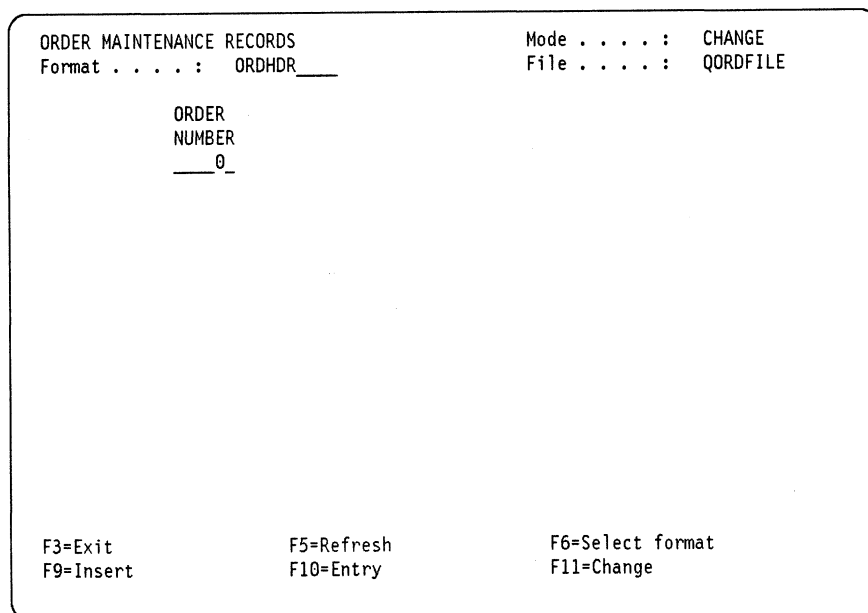 ORDER MAINTENANCE RECORDS Mode . . . . : CHANGE
Format . . . . : ORDHDR____ File . . . . : QORDFILE
ORDER
NUMBER
____0_
F3=Exit F5=Refresh F6=Select format
F9=Insert F10=Entry F11=Change